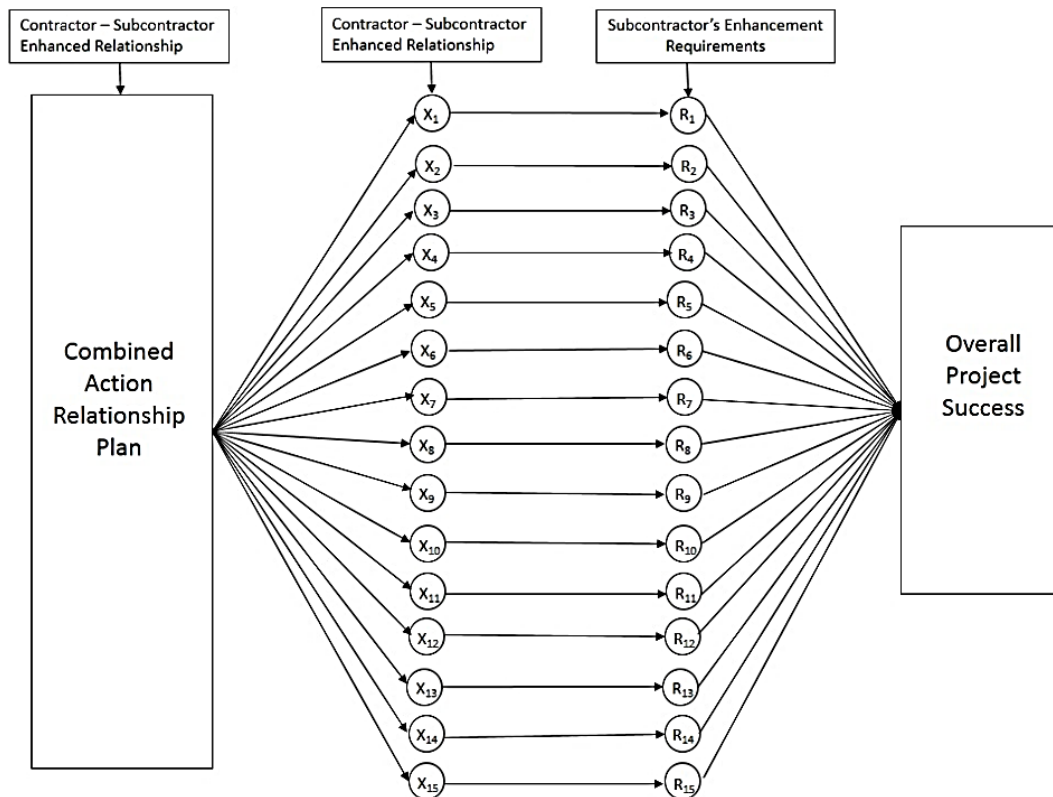 Contractor – Subcontractor
Enhanced Relationship
Contractor – Subcontractor
Enhanced Relationship
Subcontractor's Enhancement
Requirements
Combined
Action
Relationship
Plan
X₁
R₁
X₂
R₂
X₃
R₃
X₄
R₄
X₅
R₅
X₆
R₆
X₇
R₇
X₈
R₈
X₉
R₉
X₁₀
R₁₀
X₁₁
R₁₁
X₁₂
R₁₂
X₁₃
R₁₃
X₁₄
R₁₄
X₁₅
R₁₅
Overall
Project
Success